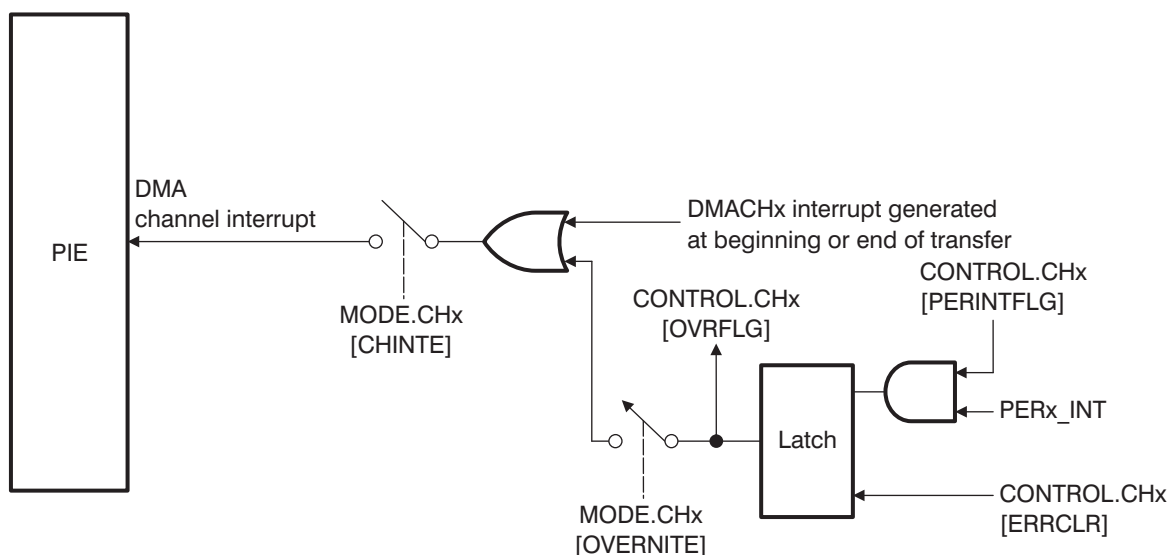 PIE
DMA
channel interrupt
MODE.CHx
[CHINTE]
DMACHx interrupt generated
at beginning or end of transfer
CONTROL.CHx
[OVRFLG]
CONTROL.CHx
[PERINTFLG]
PERx_INT
Latch
MODE.CHx
[OVERNITE]
CONTROL.CHx
[ERRCLR]